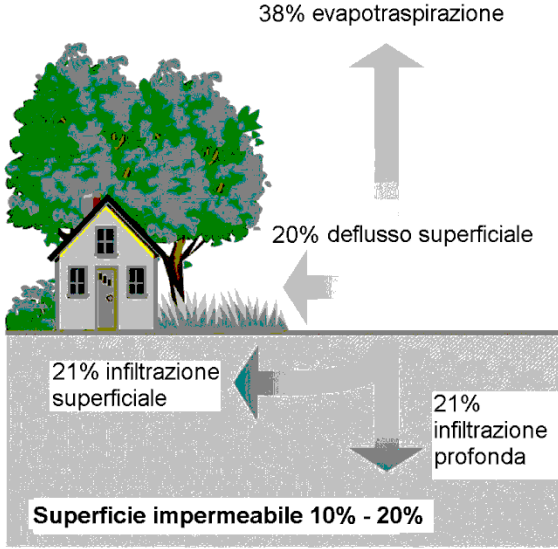 38% evapotraspirazione
20% deflusso superficiale
21% infiltrazione
superficiale
21%
infiltrazione
profonda
Superficie impermeabile 10% - 20%